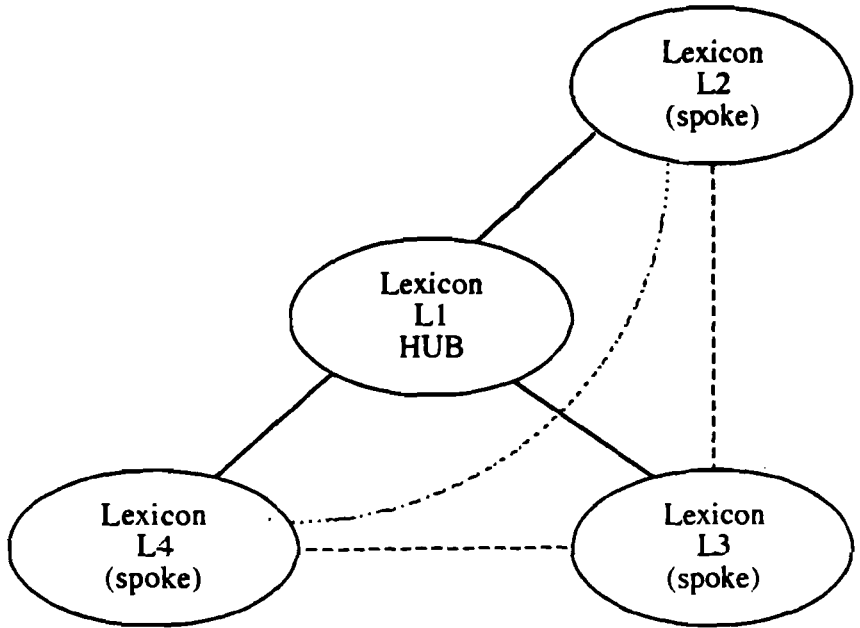 Lexicon
L2
(spoke)
Lexicon
L1
HUB
Lexicon
L4
(spoke)
Lexicon
L3
(spoke)